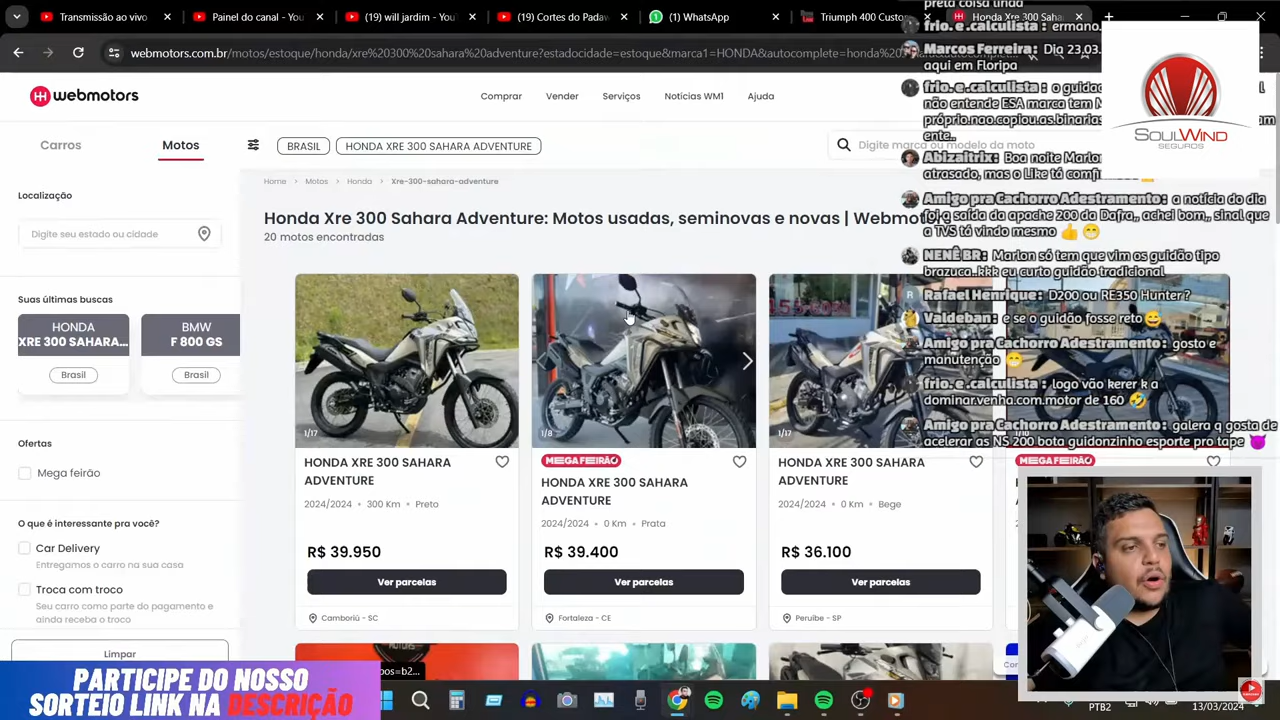 Transmissão ao vivo
Painel do canal - You
(19) will jardim - YouT
(19) Cortes do Padaw
(1) WhatsApp
Triumph 400 Custo
Honda Xre 300 Saha
webmotors.com.br/motos/estoque/honda/xre%20300%20sahara%20adventure?estadocidade=estoque&marca1=HONDA&autocomplete=honda
webmotors
Comprar
Vender
Serviços
Notícias WM1
Ajuda
Carros
Motos
BRASIL
HONDA XRE 300 SAHARA ADVENTURE
Digite marca ou modelo da moto
Home > Motos > Honda > Xre-300-sahara-adventure
Localização
Digite seu estado ou cidade
Honda Xre 300 Sahara Adventure: Motos usadas, seminovas e novas | Webmoto
20 motos encontradas
Suas últimas buscas
HONDA
XRE 300 SAHARA...
Brasil
BMW
F 800 GS
Brasil
Ofertas
Mega feirão
O que é interessante pra você?
Car Delivery
Entregamos o carro na sua casa
Troca com troco
Seu carro como parte do pagamento e
ainda receba o troco
Limpar
1/17
HONDA XRE 300 SAHARA
ADVENTURE
2024/2024 • 300 Km • Preto
R$ 39.950
Ver parcelas
Camboriú - SC
1/8
MEGA FEIRÃO
HONDA XRE 300 SAHARA
ADVENTURE
2024/2024 • 0 Km • Prata
R$ 39.400
Ver parcelas
Fortaleza - CE
1/17
HONDA XRE 300 SAHARA
ADVENTURE
2024/2024 • 0 Km • Bege
R$ 36.100
Ver parcelas
Peruíbe - SP
MEGA FEIRÃO
preta coisa linda
frio. e .calculista : ermano.
Marcos Ferreira: Dia 23.03.
aqui em Floripa
frio. e .calculista : o guidao
não entende ESA marca tem
próprio.nao.copiou.as.binarias
ente..
Abizaitrix: Boa noite Marlon
atrasado, mas o Like tá confi
Amigo pra Cachorro Adestramento: a notícia do dia
foi a saída da apache 200 da Dafra,, achei bom,, sinal que
a TVS tá vindo mesmo 👍 😁
NENÊ BR: Marlon só tem que vim os guidão tipo
brazuca..kkk eu curto guidão tradicional
Rafael Henrique: D200 ou RE350 Hunter ?
Valdeban: e se o guidão fosse reto 😅
Amigo pra Cachorro Adestramento: gosto e
manutenção 😁
frio. e .calculista : logo vão kerer k a
dominar.venha.com.motor de 160 🤣
Amigo pra Cachorro Adestramento: galera q gosta de
acelerar as NS 200 bota guidonzinho esporte pro tape 😈
SOULWIND
SEGUROS
PARTICIPE DO NOSSO
SORTEIO LINK NA DESCRIÇÃO
PTB2
13/03/2024